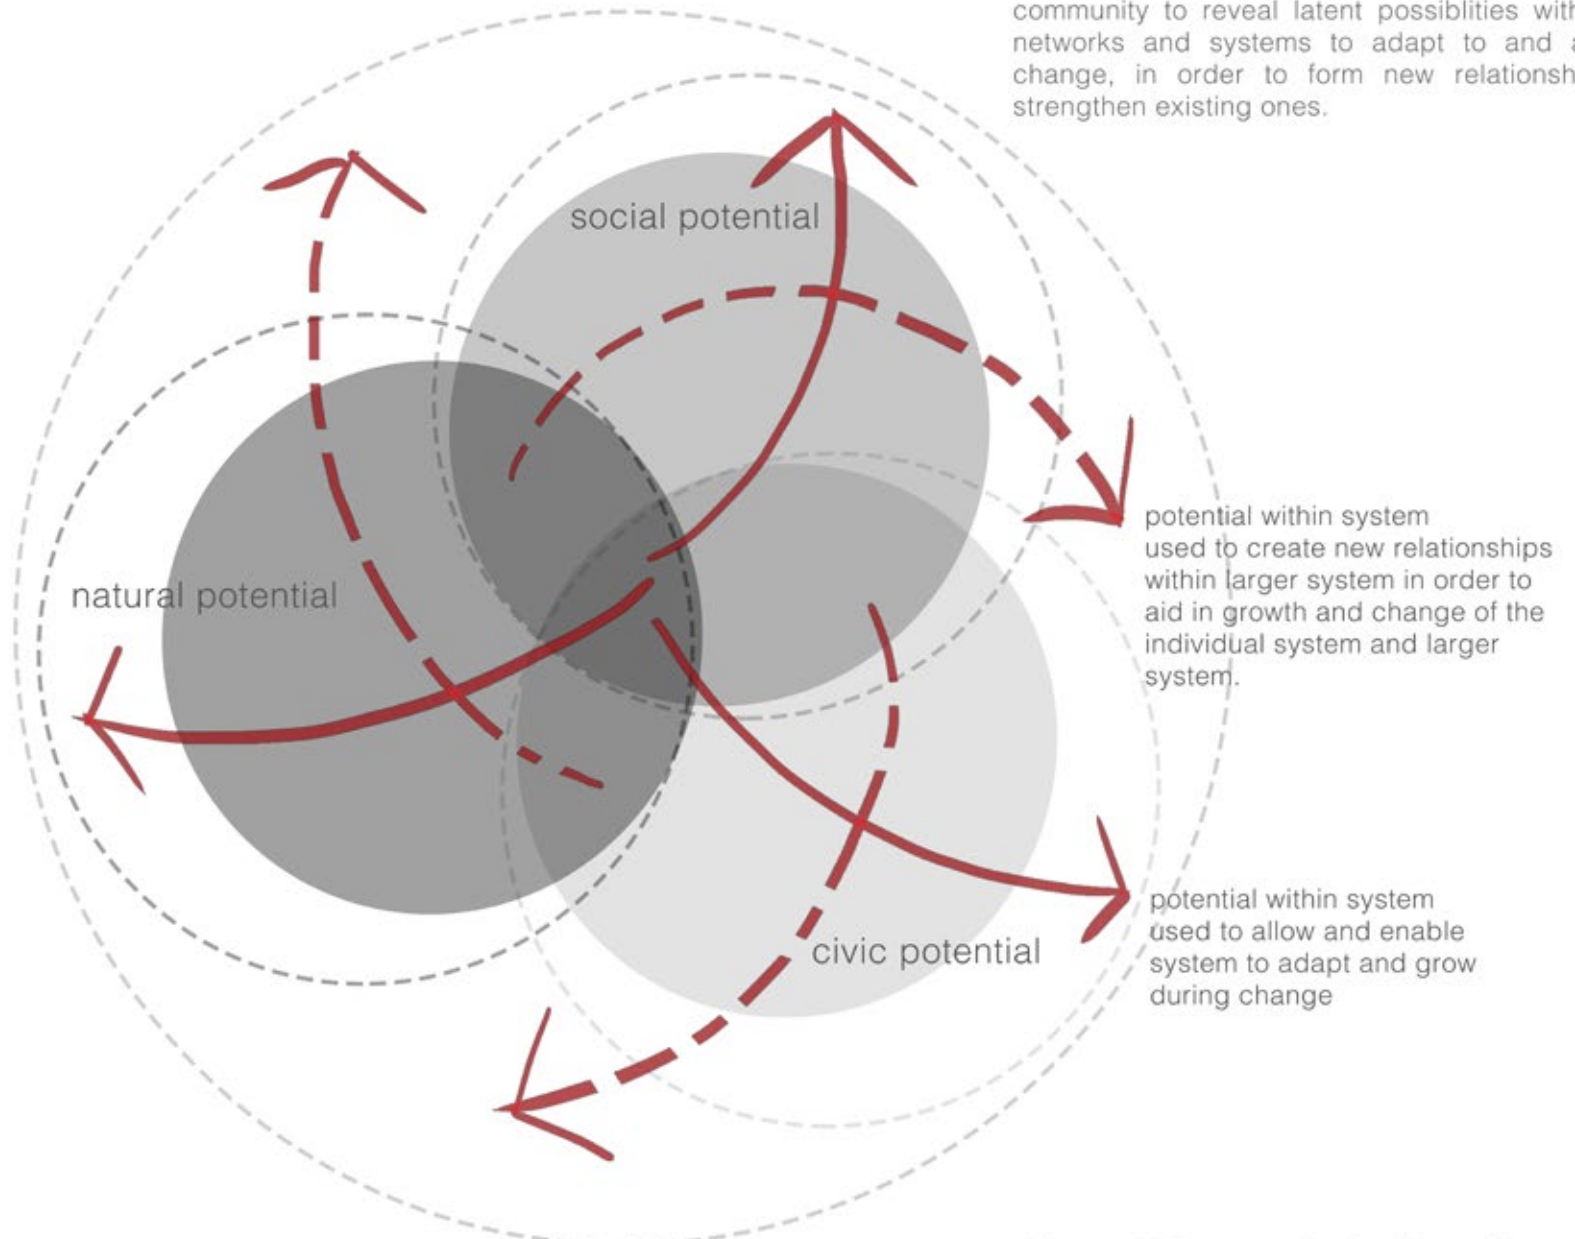 community to reveal latent possiblities with
networks and systems to adapt to and
change, in order to form new relationsh
strengthen existing ones.
social potential
potential within system
used to create new relationships
within larger system in order to
aid in growth and change of the
individual system and larger
system.
natural potential
potential within system
used to allow and enable
system to adapt and grow
during change
civic potential